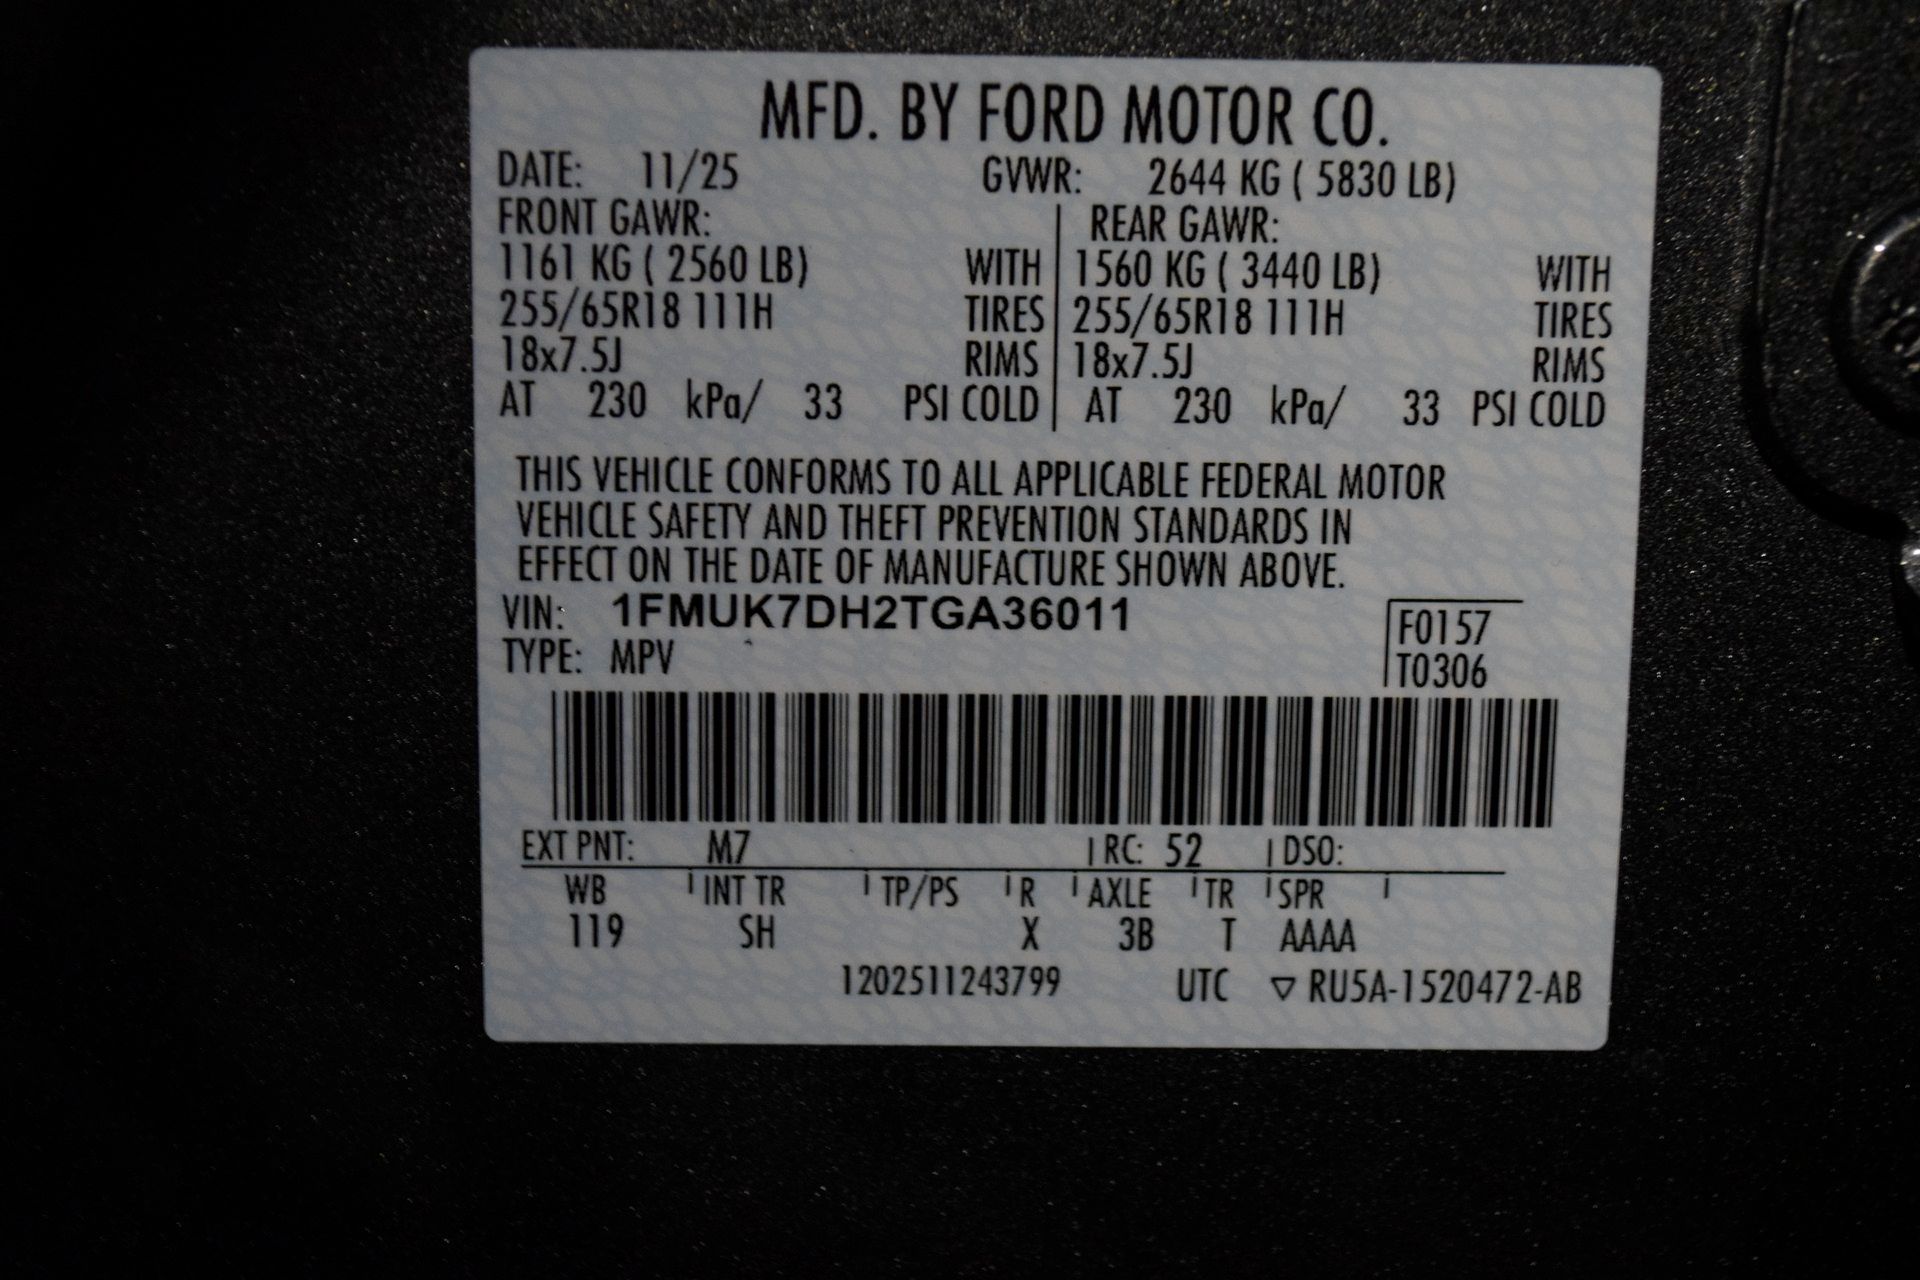 MFD. BY FORD MOTOR CO.
DATE: 11/25 GVWR: 2644 KG ( 5830 LB)
FRONT GAWR: REAR GAWR:
1161 KG ( 2560 LB) WITH 1560 KG ( 3440 LB) WITH
255/65R18 111H TIRES 255/65R18 111H TIRES
18x7.5J RIMS 18x7.5J RIMS
AT 230 kPa/ 33 PSI COLD AT 230 kPa/ 33 PSI COLD
THIS VEHICLE CONFORMS TO ALL APPLICABLE FEDERAL MOTOR
VEHICLE SAFETY AND THEFT PREVENTION STANDARDS IN
EFFECT ON THE DATE OF MANUFACTURE SHOWN ABOVE.
VIN: 1FMUK7DH2TGA36011 F0157
TYPE: MPV T0306
EXT PNT: M7 RC: 52 DSO:
WB INT TR TP/PS R AXLE TR SPR
119 SH X 3B T AAAA
1202511243799 UTC ▽ RU5A-1520472-AB